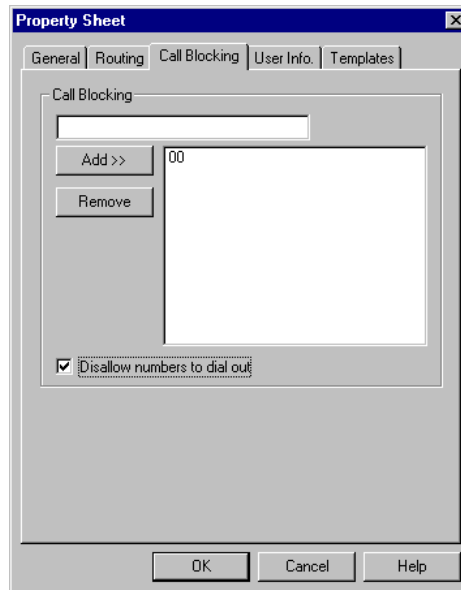 Property Sheet
General Routing Call Blocking User Info. Templates
Call Blocking
Add >>
00
Remove
Disallow numbers to dial out
OK Cancel Help